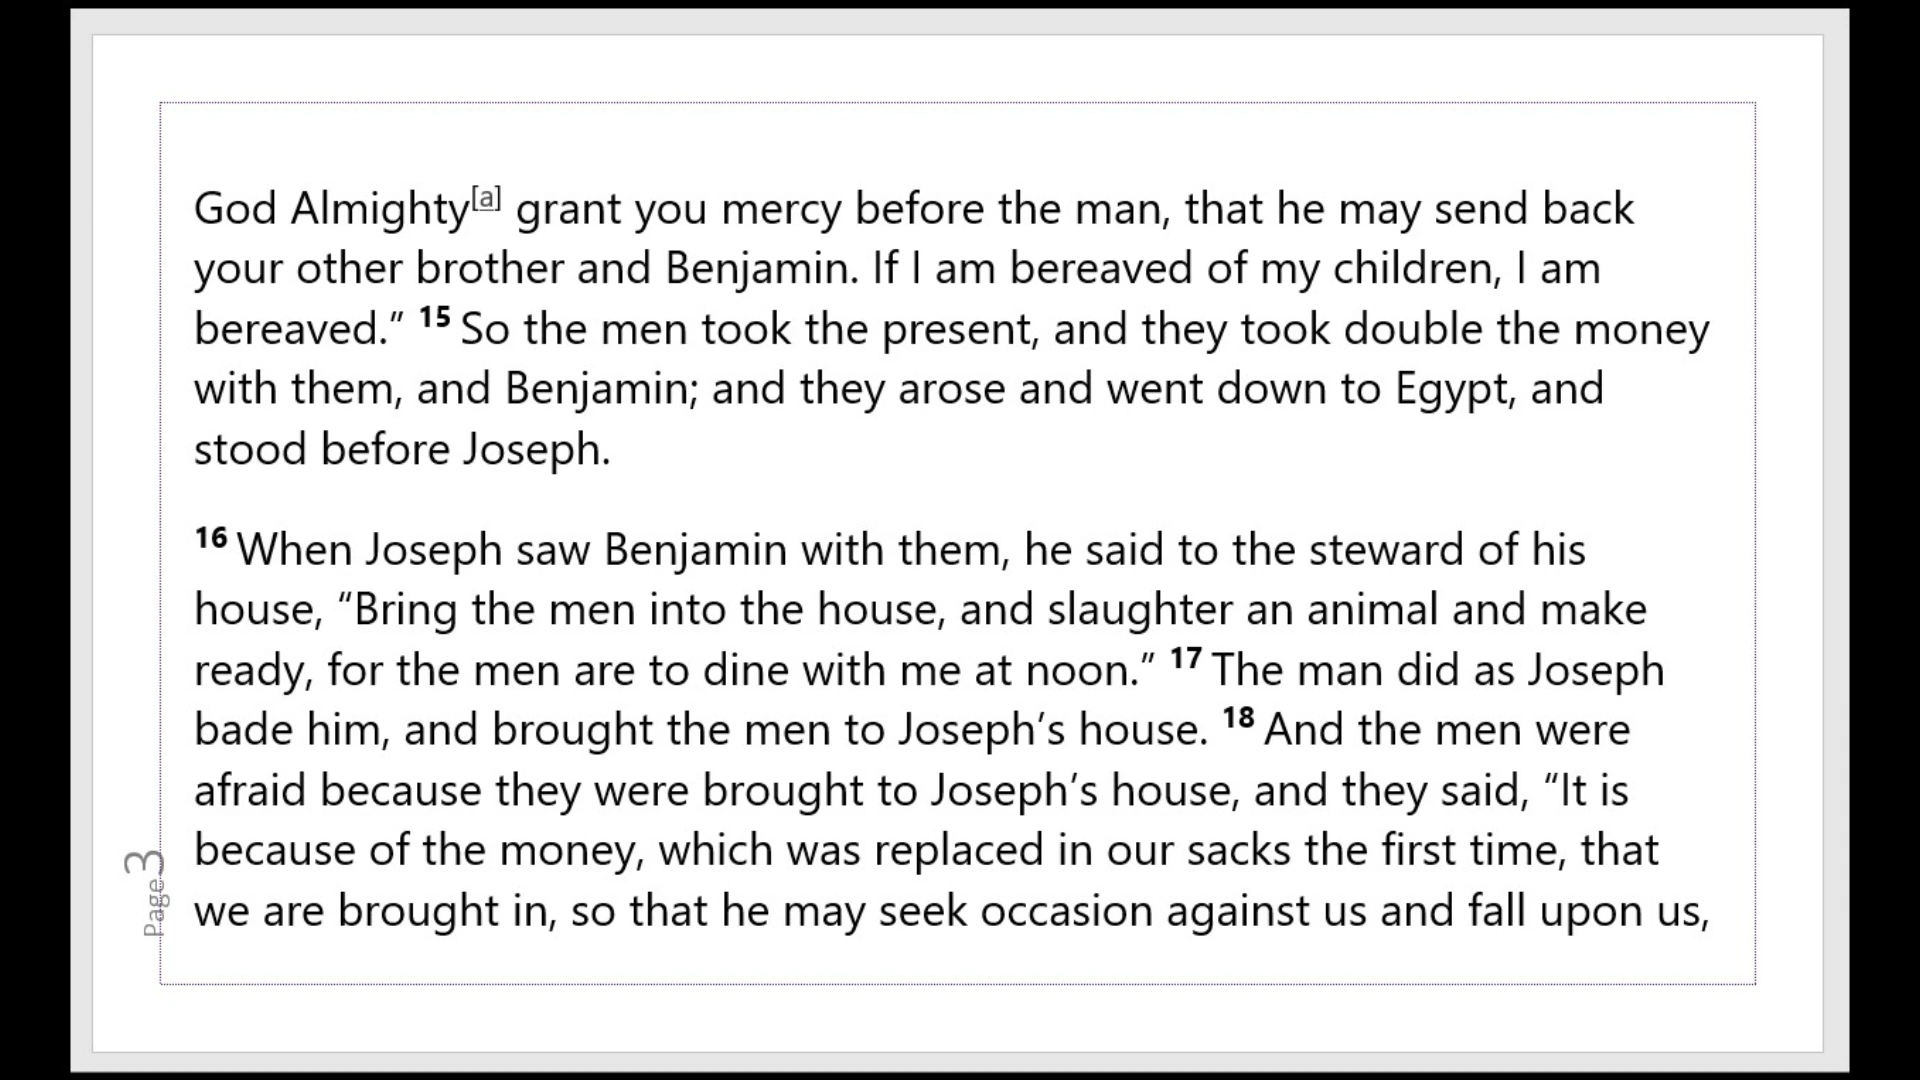 God Almighty[a] grant you mercy before the man, that he may send back
your other brother and Benjamin. If I am bereaved of my children, I am
bereaved.” 15 So the men took the present, and they took double the money
with them, and Benjamin; and they arose and went down to Egypt, and
stood before Joseph.
16 When Joseph saw Benjamin with them, he said to the steward of his
house, “Bring the men into the house, and slaughter an animal and make
ready, for the men are to dine with me at noon.” 17 The man did as Joseph
bade him, and brought the men to Joseph’s house. 18 And the men were
afraid because they were brought to Joseph’s house, and they said, “It is
because of the money, which was replaced in our sacks the first time, that
we are brought in, so that he may seek occasion against us and fall upon us,
Page 3